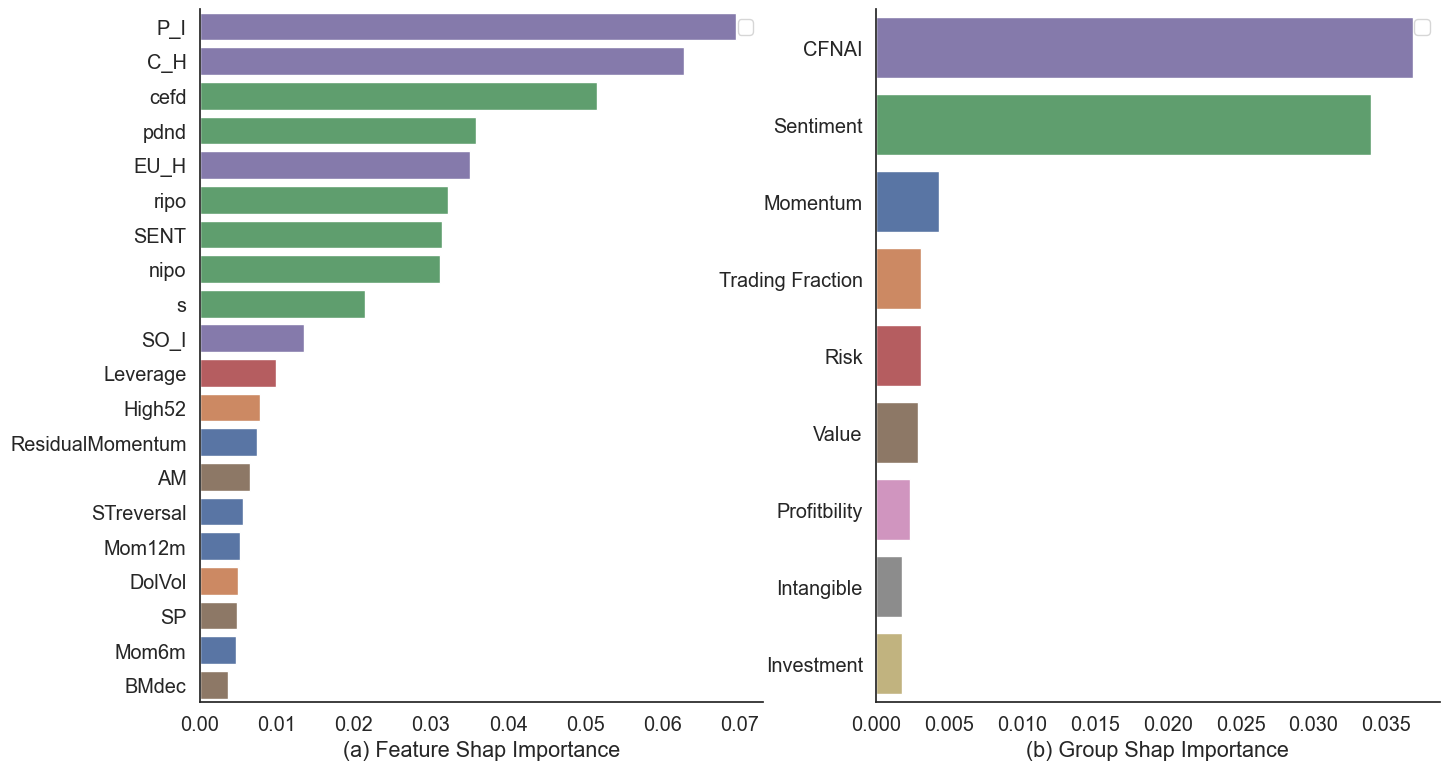 P_I
C_H
cefd
pdnd
EU_H
ripo
SENT
nipo
s
SO_I
Leverage
High52
ResidualMomentum
AM
STreversal
Mom12m
DolVol
SP
Mom6m
BMdec
0.00 0.01 0.02 0.03 0.04 0.05 0.06 0.07
(a) Feature Shap Importance
CFNAI
Sentiment
Momentum
Trading Fraction
Risk
Value
Profitbility
Intangible
Investment
0.000 0.005 0.010 0.015 0.020 0.025 0.030 0.035
(b) Group Shap Importance